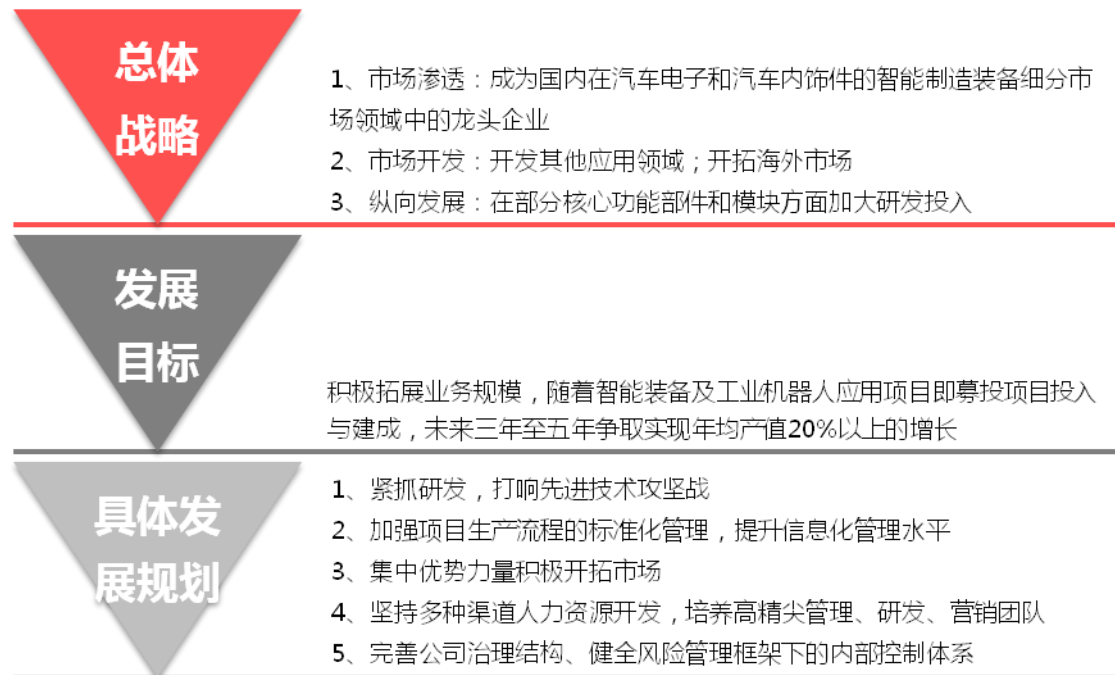 总体
战略
1、市场渗透：成为国内在汽车电子和汽车内饰件的智能制造装备细分市
场领域中的龙头企业
2、市场开发：开发其他应用领域；开拓海外市场
3、纵向发展：在部分核心功能部件和模块方面加大研发投入
发展
目标
积极拓展业务规模，随着智能装备及工业机器人应用项目即募投项目投入
与建成，未来三年至五年争取实现年均产值20%以上的增长
具体发
展规划
1、紧抓研发，打响先进技术攻坚战
2、加强项目生产流程的标准化管理，提升信息化管理水平
3、集中优势力量积极开拓市场
4、坚持多种渠道人力资源开发，培养高精尖管理、研发、营销团队
5、完善公司治理结构、健全风险管理框架下的内部控制体系